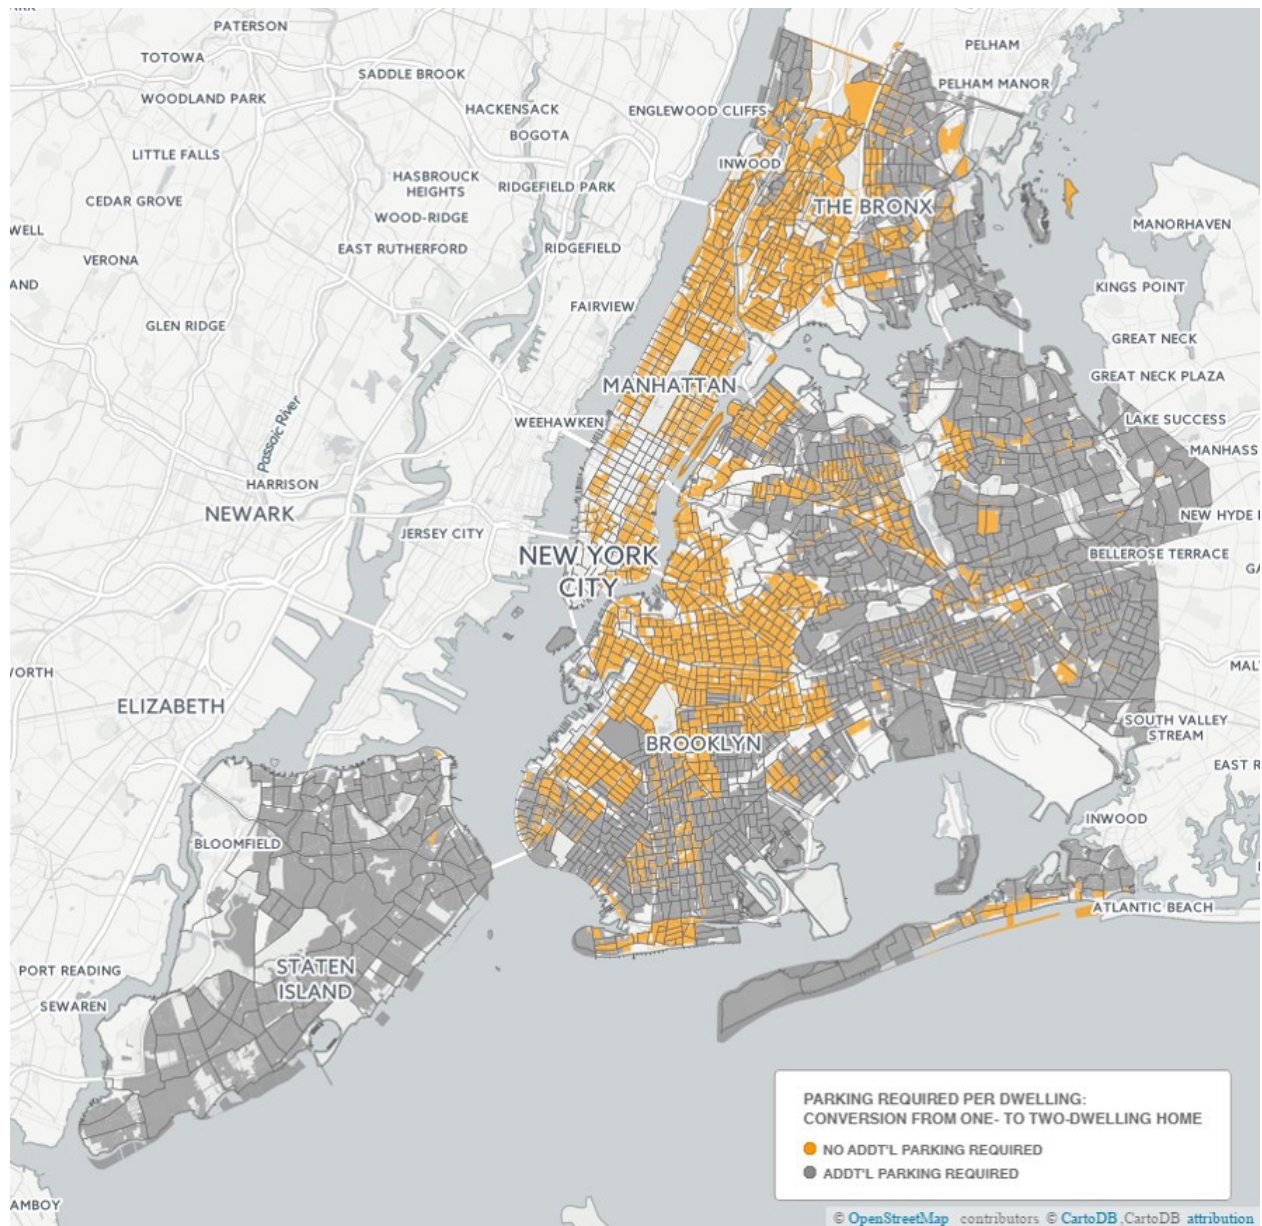 PATERSON
TOTOWA
PELHAM
SADDLE BROOK
PELHAM MANOR
WOODLAND PARK
HACKENSACK
ENGLEWOOD CLIFFS
BOGOTA
LITTLE FALLS
INWOOD
HASBROUCK
HEIGHTS
RIDGEFIELD PARK
CEDAR GROVE
THE BRONX
WOOD-RIDGE
MANORHAVEN
WELL
EAST RUTHERFORD
RIDGEFIELD
VERONA
AND
KINGS POINT
FAIRVIEW
GLEN RIDGE
GREAT NECK
GREAT NECK PLAZA
MANHATTAN
LAKE SUCCESS
WEEHAWKEN
Passaic River
MANHASS
HARRISON
NEWARK
NEW HYDE
JERSEY CITY
NEW YORK
CITY
BELLEROSE TERRACE
GA
WORTH
MAL
ELIZABETH
SOUTH VALLEY
STREAM
BROOKLYN
EAST R
INWOOD
BLOOMFIELD
ATLANTIC BEACH
STATEN
ISLAND
PORT READING
SEWAREN
PARKING REQUIRED PER DWELLING:
CONVERSION FROM ONE- TO TWO-DWELLING HOME
NO ADDT'L PARKING REQUIRED
ADDT'L PARKING REQUIRED
AMBOY
© OpenStreetMap contributors © CartoDB ,CartoDB attribution